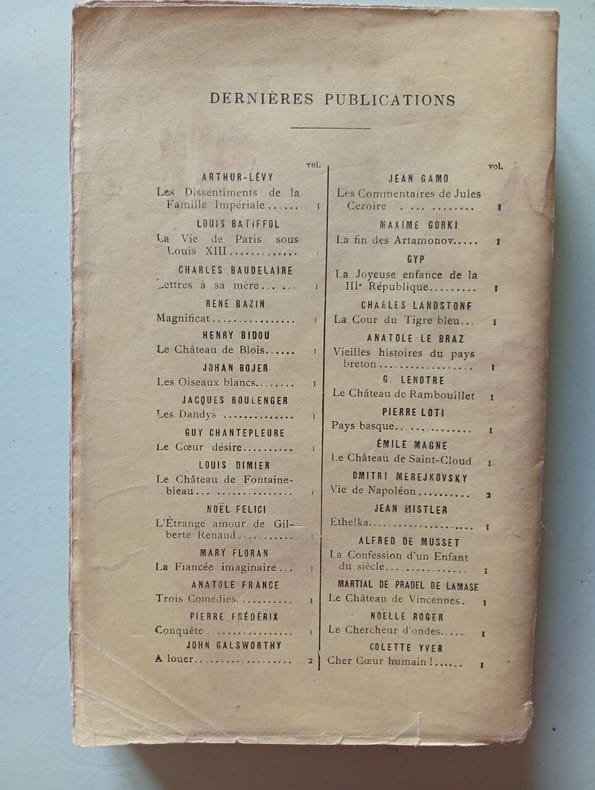 DERNIÈRES PUBLICATIONS
vol.
ARTHUR-LÉVY
Les Dissentiments de la
Famille Impériale...... 1
LOUIS BATIFFOL
La Vie de Paris sous
Louis XIII............. 1
CHARLES BAUDELAIRE
Lettres à sa mère... ... 1
RENÉ BAZIN
Magnificat................ 1
HENRY BIDOU
Le Château de Blois...... 1
JOHAN BOJER
Les Oiseaux blancs........ 1
JACQUES BOULENGER
Les Dandys ............. 1
GUY CHANTEPLEURE
Le Cœur désire.......... 1
LOUIS DIMIER
Le Château de Fontaine-
bleau... ............... 1
NOËL FELICI
L'Étrange amour de Gil-
berte Renaud........... 1
MARY FLORAN
La Fiancée imaginaire... 1
ANATOLE FRANCE
Trois Comédies........... 1
PIERRE FRÉDÉRIX
Conquête ............... 1
JOHN GALSWORTHY
A louer................... 2
vol.
JEAN GAMO
Les Commentaires de Jules
Cezoire . ... ........ 1
MAXIME GORKI
La fin des Artamonov..... 1
GYP
La Joyeuse enfance de la
IIIe République......... 1
CHARLES LANDSTONE
La Cour du Tigre bleu... 1
ANATOLE LE BRAZ
Vieilles histoires du pays
breton.................. 1
G. LENOTRE
Le Château de Rambouillet 1
PIERRE LOTI
Pays basque.............. 1
ÉMILE MAGNE
Le Château de Saint-Cloud 1
DMITRI MEREJKOVSKY
Vie de Napoléon.......... 2
JEAN MISTLER
Ethelka.................... 1
ALFRED DE MUSSET
La Confession d'un Enfant
du siècle............... 1
MARTIAL DE PRADEL DE LAMASE
Le Château de Vincennes. 1
NOËLLE ROGER
Le Chercheur d'ondes..... 1
COLETTE YVER
Cher Cœur humain!...... 1